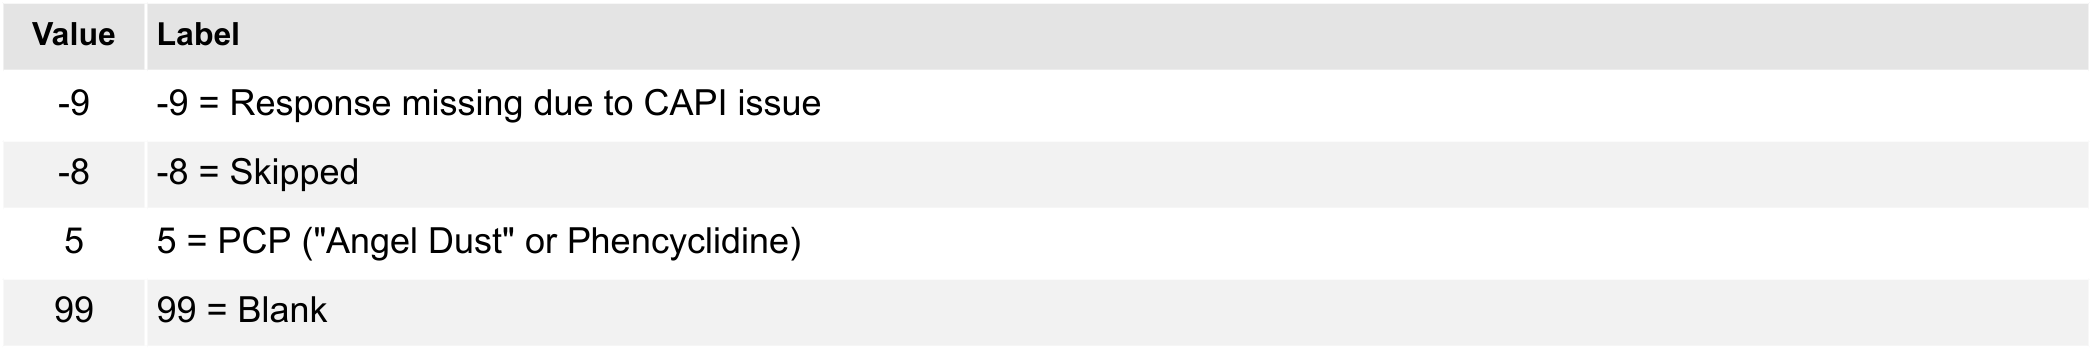 Value Label
-9 -9 = Response missing due to CAPI issue
-8 -8 = Skipped
5 5 = PCP ("Angel Dust" or Phencyclidine)
99 99 = Blank